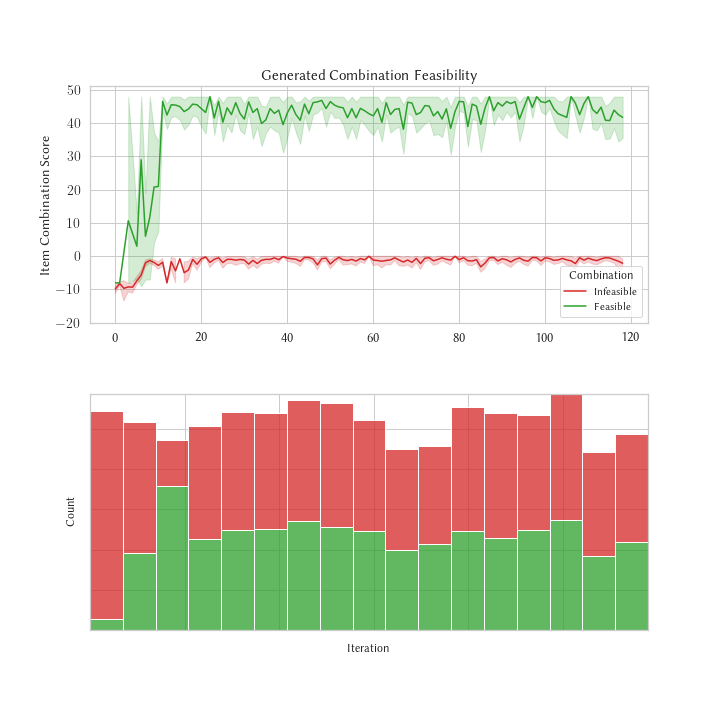 Generated Combination Feasibility
Item Combination Score
50
40
30
20
10
0
−10
−20
0
20
40
60
80
100
120
Combination
Infeasible
Feasible
Count
Iteration